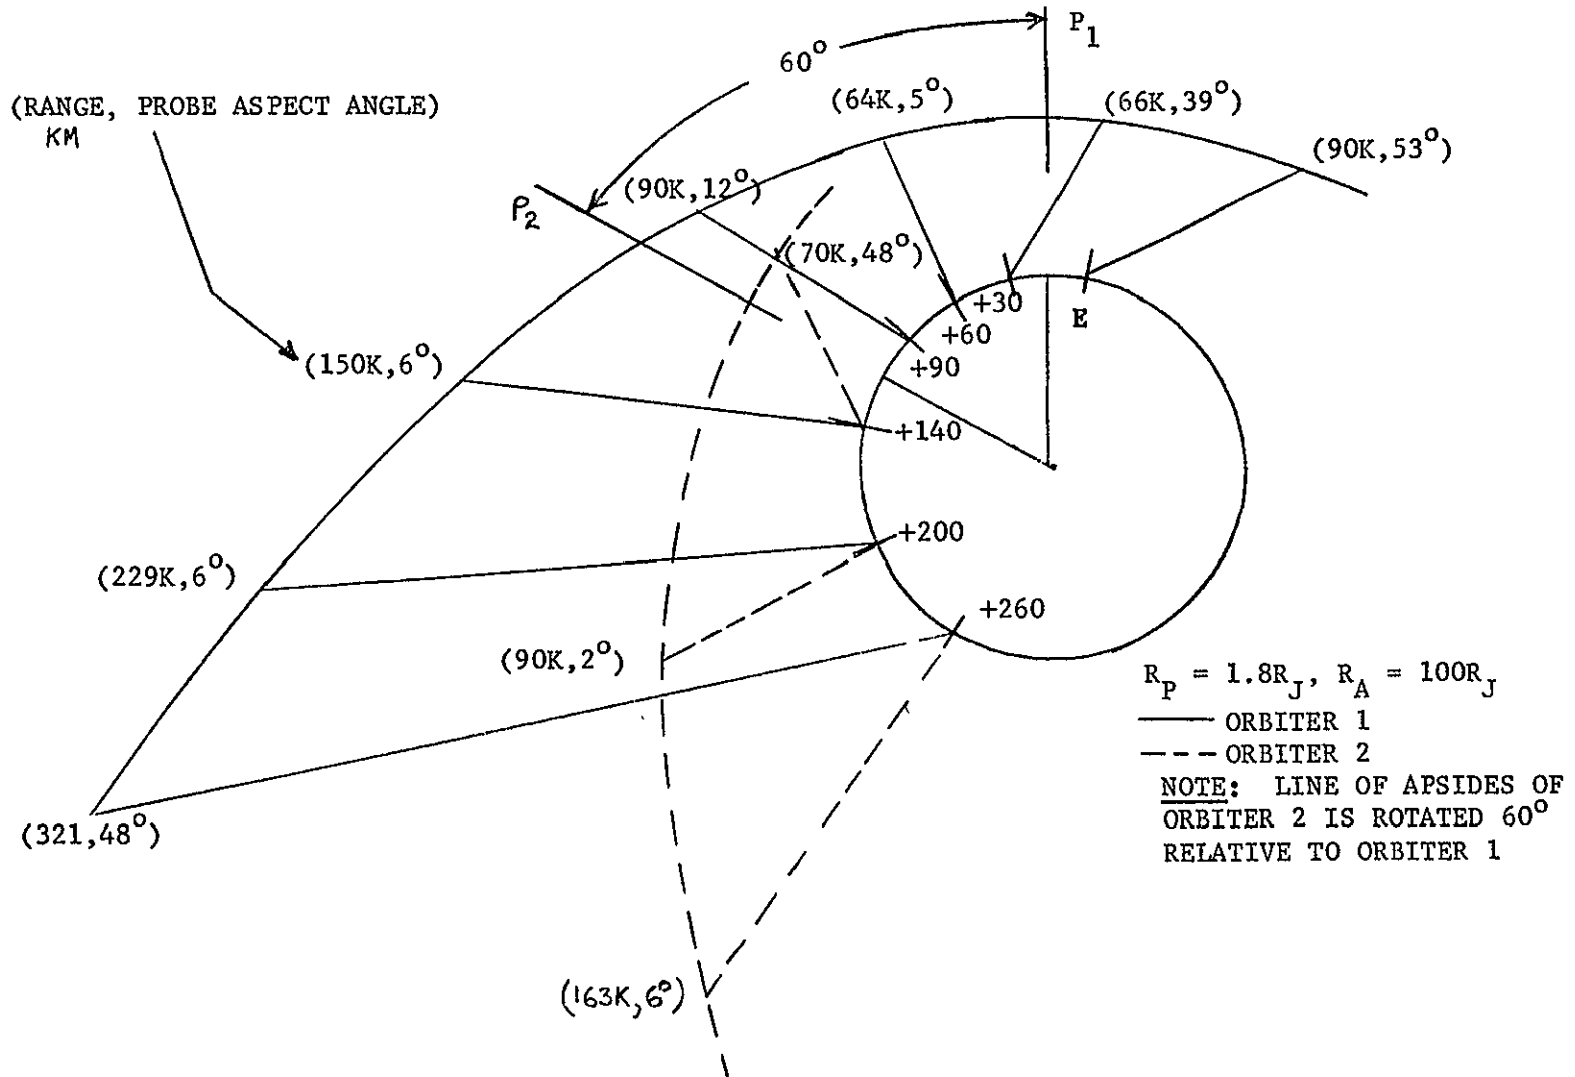 P1
60°
(64K,5°)
(66K,39°)
(RANGE, PROBE ASPECT ANGLE)
KM
(90K,53°)
P2
(90K,12°)
(70K,48°)
+30
E
+60
+90
(150K,6°)
+140
+200
(229K,6°)
+260
(90K,2°)
RP = 1.8RJ, RA = 100RJ
ORBITER 1
ORBITER 2
NOTE: LINE OF APSIDES OF
ORBITER 2 IS ROTATED 60°
RELATIVE TO ORBITER 1
(321,48°)
(163K,6°)